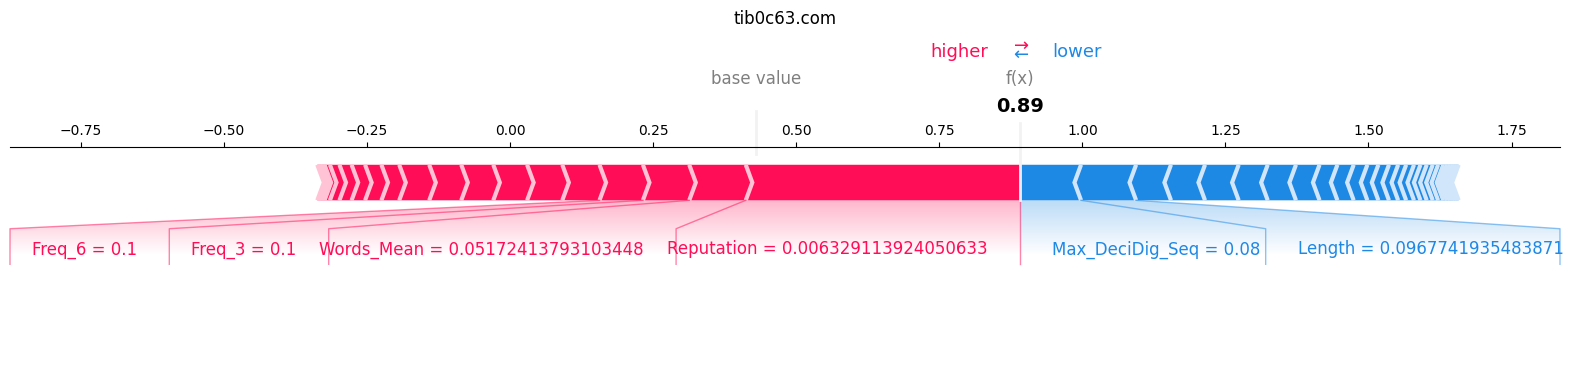 tib0c63.com
higher ⇄ lower
base value f(x)
0.89
−0.75 −0.50 −0.25 0.00 0.25 0.50 0.75 1.00 1.25 1.50 1.75
Freq_6 = 0.1 Freq_3 = 0.1 Words_Mean = 0.05172413793103448 Reputation = 0.006329113924050633 Max_DeciDig_Seq = 0.08 Length = 0.0967741935483871